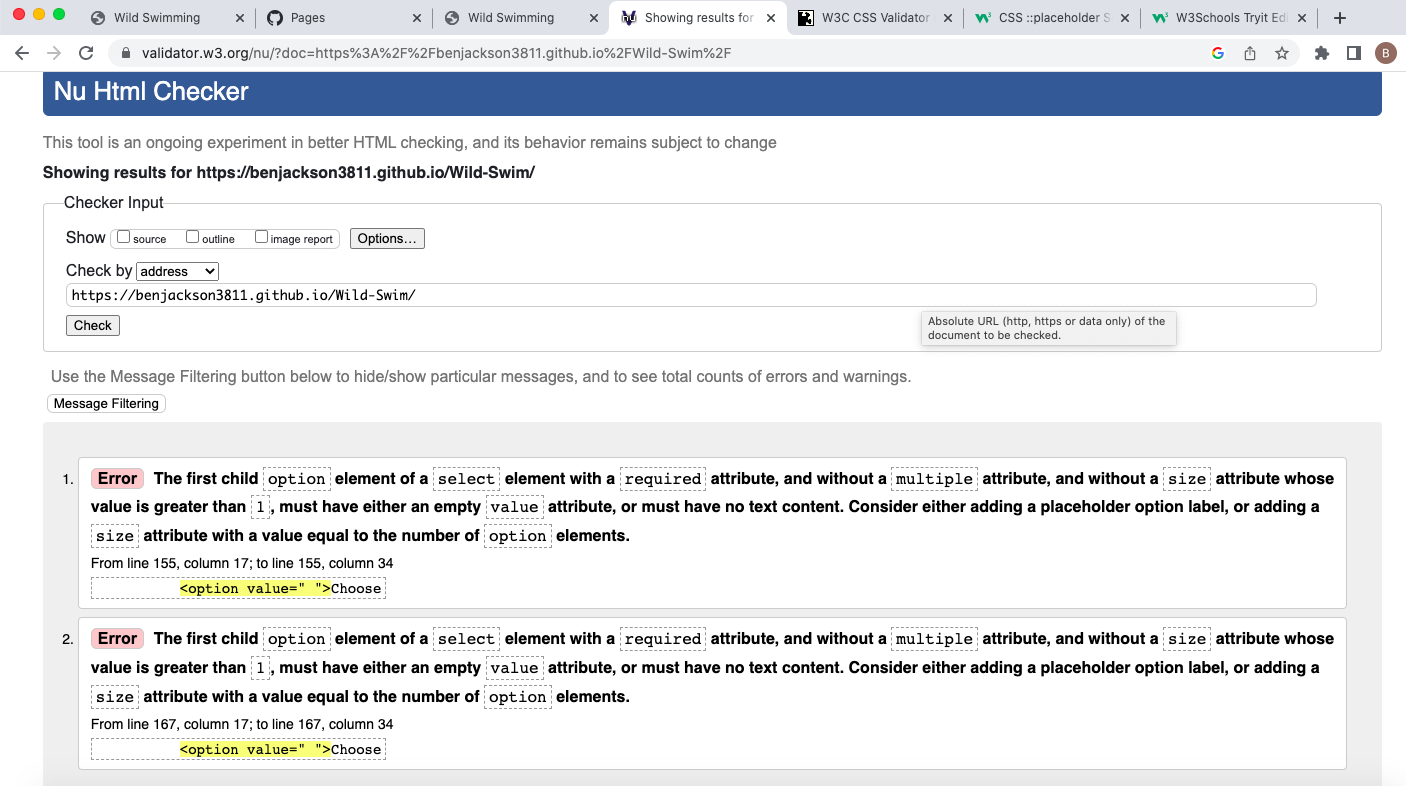 Wild Swimming
Pages
Wild Swimming
Showing results for
W3C CSS Validator
CSS ::placeholder S
W3Schools Tryit Edi
validator.w3.org/nu/?doc=https%3A%2F%2Fbenjackson3811.github.io%2FWild-Swim%2F
B
Nu Html Checker
This tool is an ongoing experiment in better HTML checking, and its behavior remains subject to change
Showing results for https://benjackson3811.github.io/Wild-Swim/
Checker Input
Show source outline image report Options...
Check by address
https://benjackson3811.github.io/Wild-Swim/
Absolute URL (http, https or data only) of the
document to be checked.
Check
Use the Message Filtering button below to hide/show particular messages, and to see total counts of errors and warnings.
Message Filtering
1. Error The first child option element of a select element with a required attribute, and without a multiple attribute, and without a size attribute whose
value is greater than 1, must have either an empty value attribute, or must have no text content. Consider either adding a placeholder option label, or adding a
size attribute with a value equal to the number of option elements.
From line 155, column 17; to line 155, column 34
<option value=" ">Choose
2. Error The first child option element of a select element with a required attribute, and without a multiple attribute, and without a size attribute whose
value is greater than 1, must have either an empty value attribute, or must have no text content. Consider either adding a placeholder option label, or adding a
size attribute with a value equal to the number of option elements.
From line 167, column 17; to line 167, column 34
<option value=" ">Choose